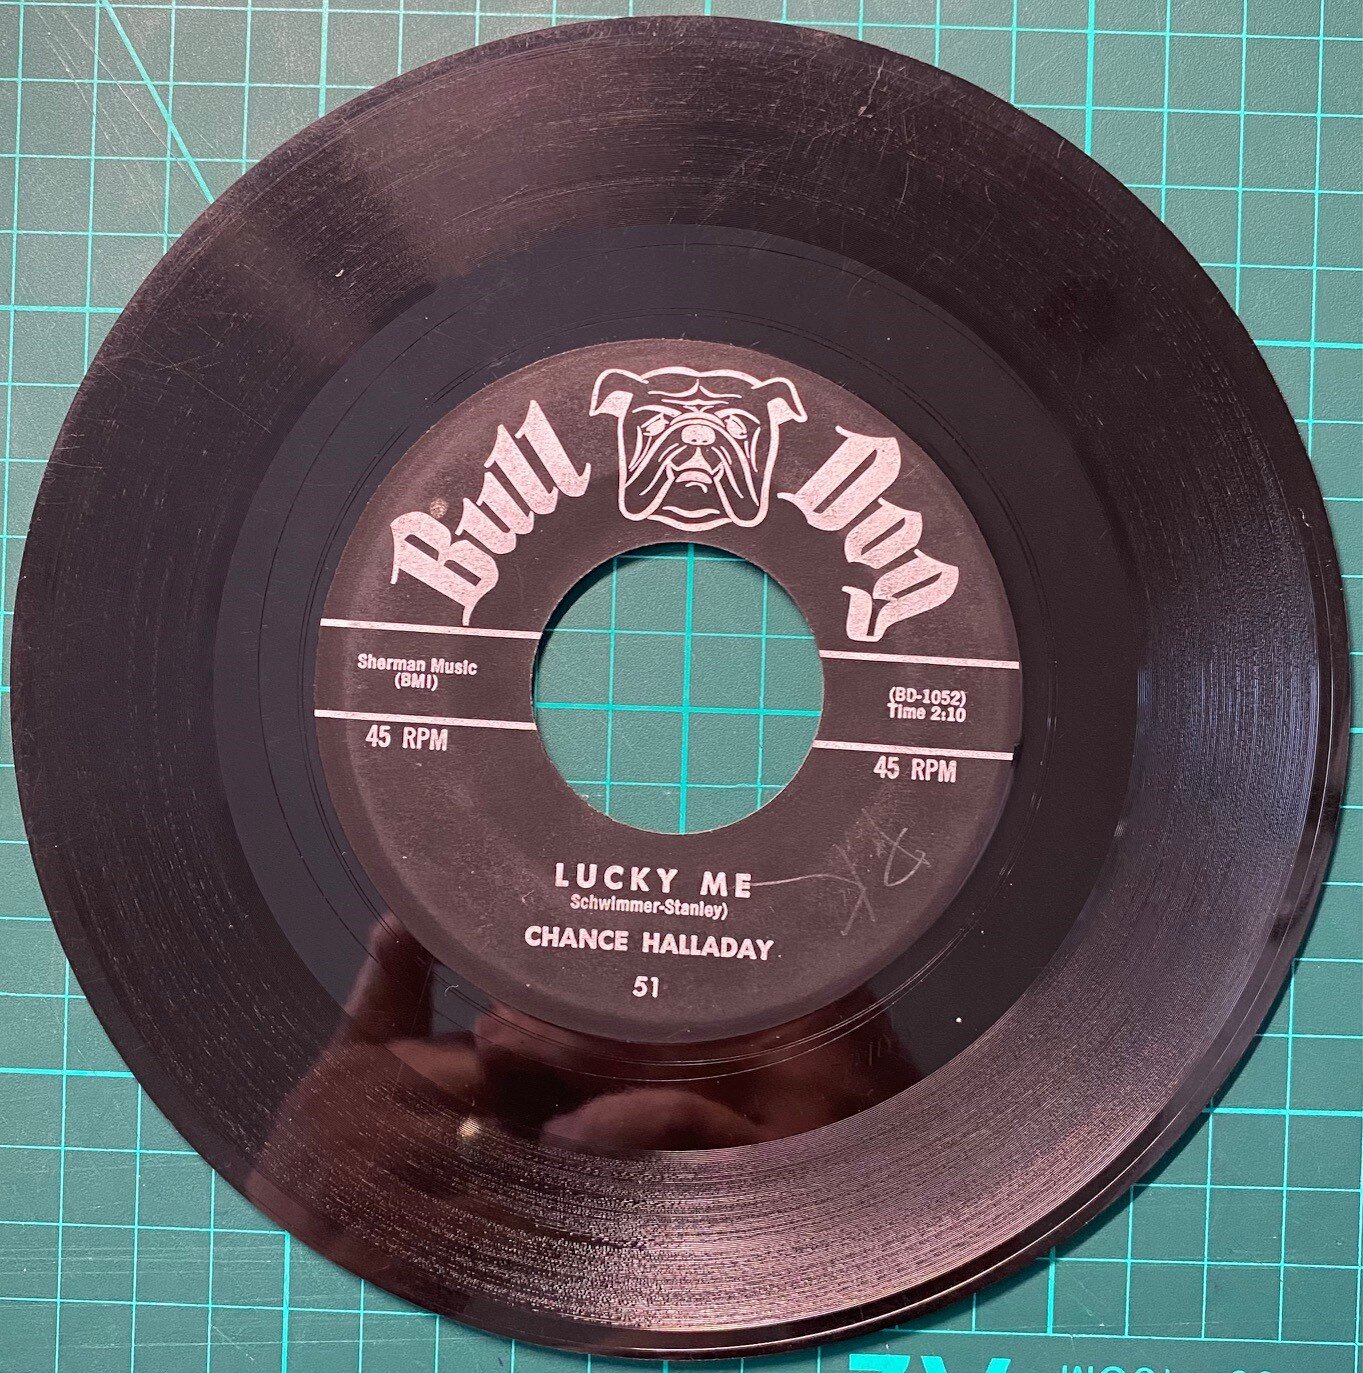 Bull Dog
Sherman Music
(BMI)
45 RPM
(BD-1052)
Time 2:10
45 RPM
LUCKY ME
Schwimmer-Stanley)
CHANCE HALLADAY
51